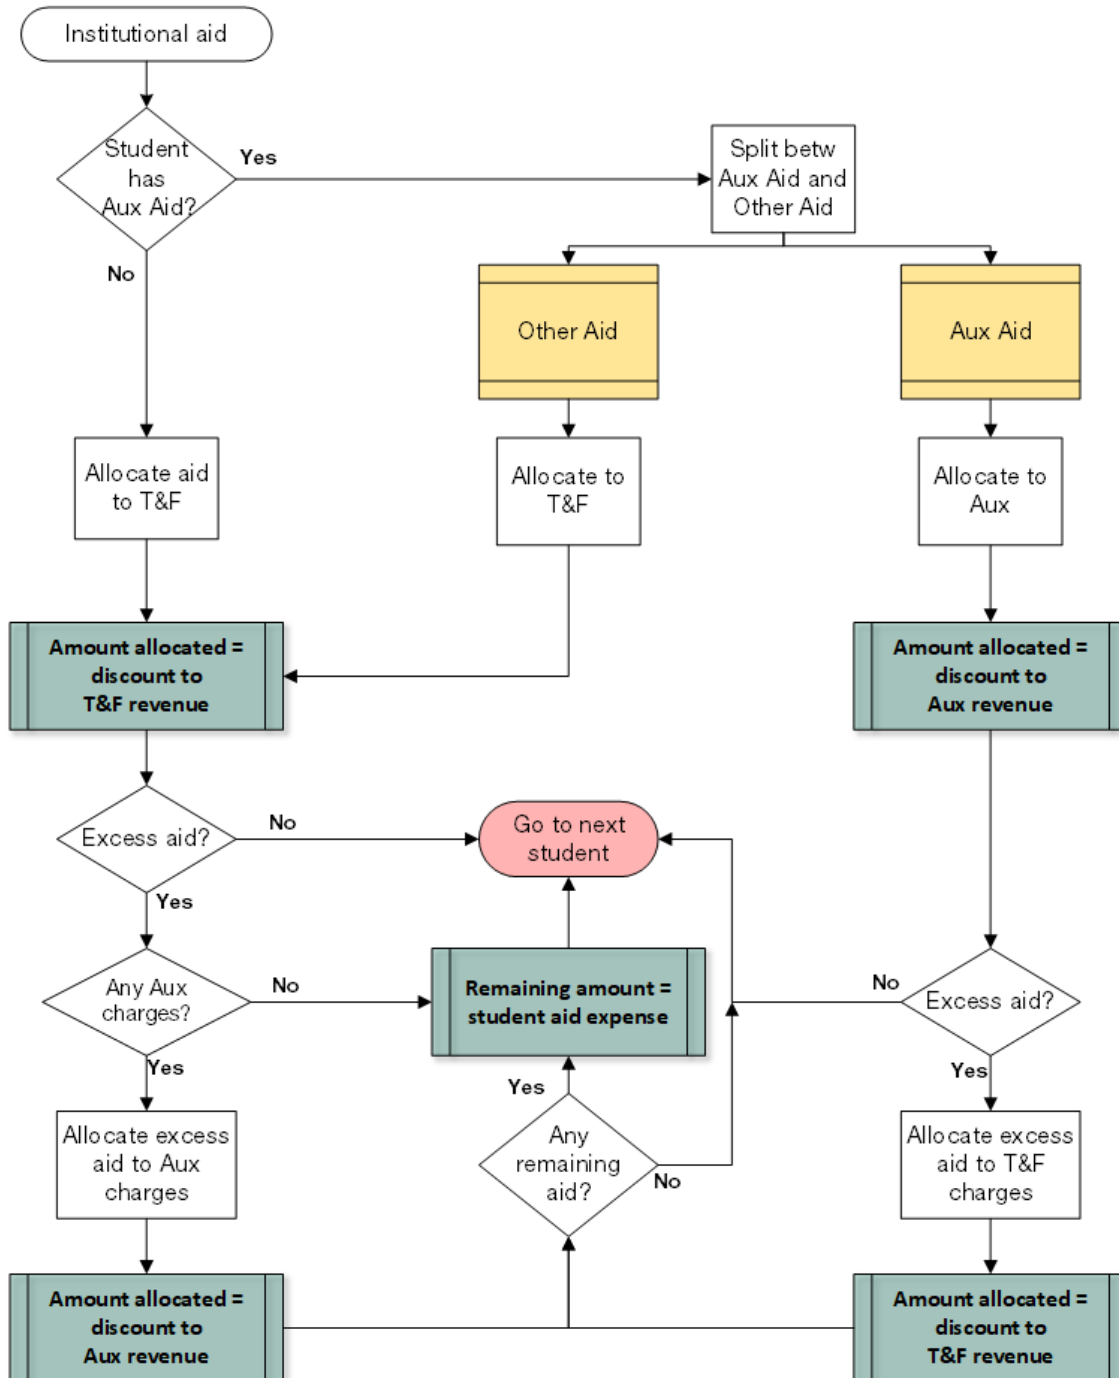 Institutional aid
Student
has
Aux Aid?
Yes
Split betw
Aux Aid and
Other Aid
No
Other Aid
Aux Aid
Allocate aid
to T&F
Allocate to
T&F
Allocate to
Aux
Amount allocated =
discount to
T&F revenue
Amount allocated =
discount to
Aux revenue
Excess aid?
No
Go to next
student
Yes
Any Aux
charges?
No
Remaining amount =
student aid expense
No
Excess aid?
Yes
Yes
Yes
Allocate excess
aid to Aux
charges
Any
remaining
aid?
No
Allocate excess
aid to T&F
charges
Amount allocated =
discount to
Aux revenue
Amount allocated =
discount to
T&F revenue